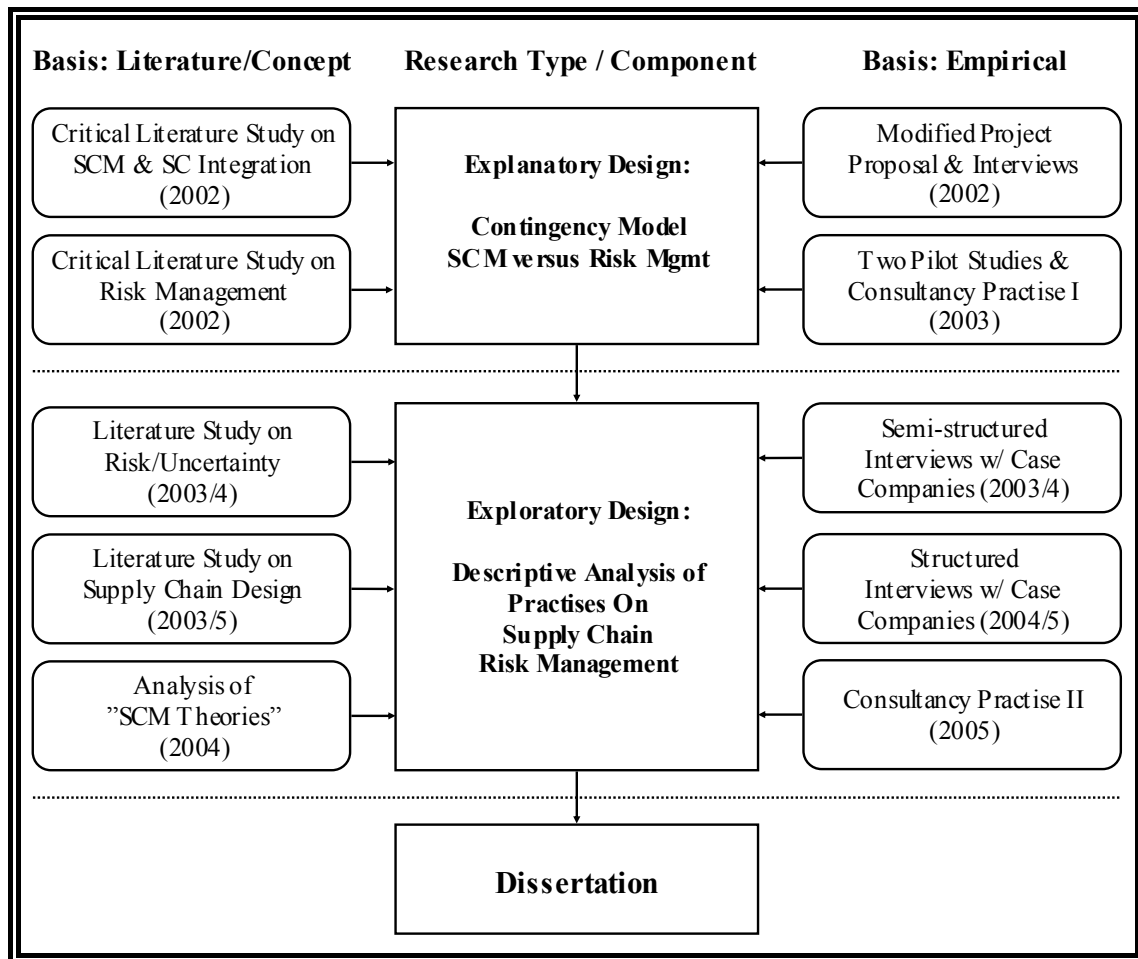 Basis: Literature/Concept
Research Type / Component
Basis: Empirical
Critical Literature Study on
SCM & SC Integration
(2002)
Critical Literature Study on
Risk Management
(2002)
Explanatory Design:
Contingency Model
SCM versus Risk Mgmt
Modified Project
Proposal & Interviews
(2002)
Two Pilot Studies &
Consultancy Practise I
(2003)
Literature Study on
Risk/Uncertainty
(2003/4)
Literature Study on
Supply Chain Design
(2003/5)
Analysis of
”SCM Theories”
(2004)
Exploratory Design:
Descriptive Analysis of
Practises On
Supply Chain
Risk Management
Semi-structured
Interviews w/ Case
Companies (2003/4)
Structured
Interviews w/ Case
Companies (2004/5)
Consultancy Practise II
(2005)
Dissertation